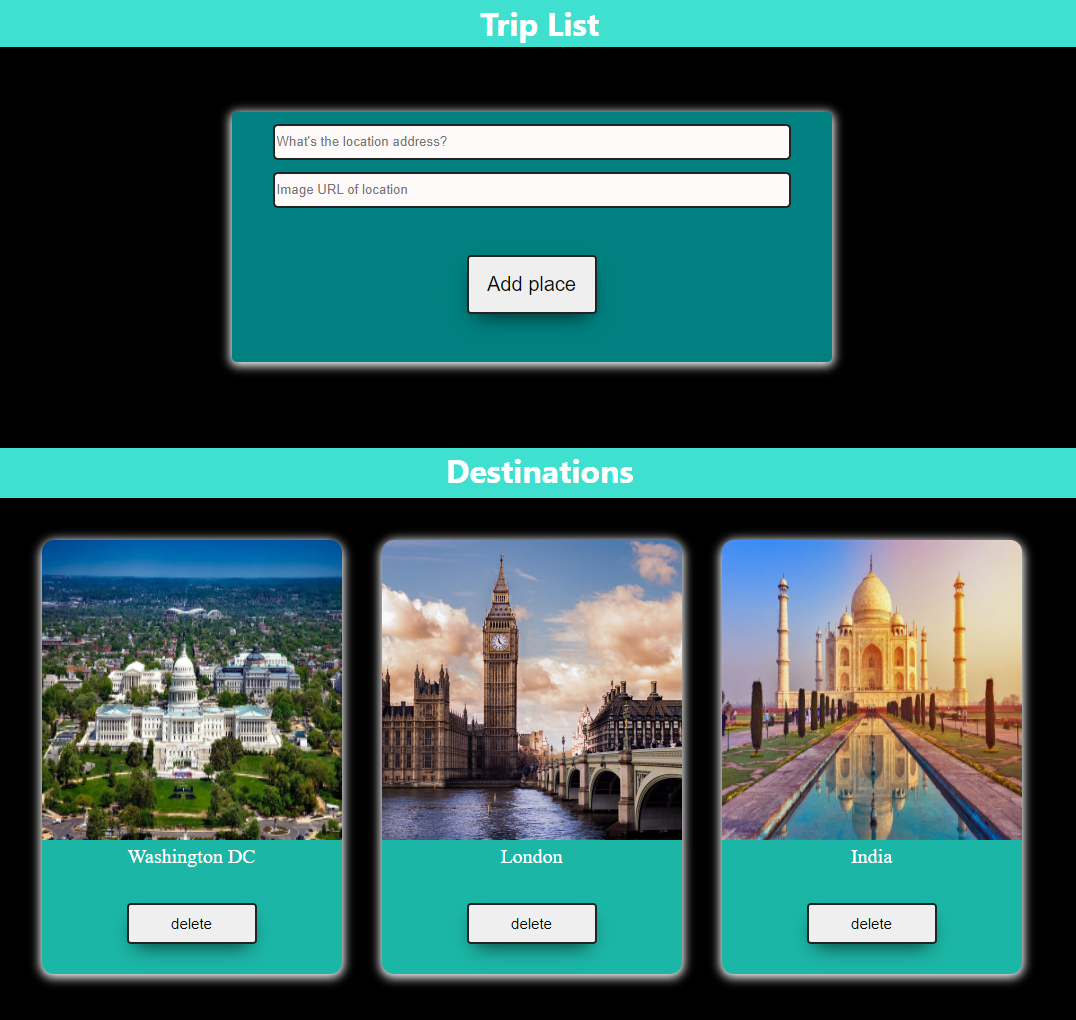 Trip List
What's the location address?
Image URL of location
Add place
Destinations
Washington DC
London
India
delete
delete
delete